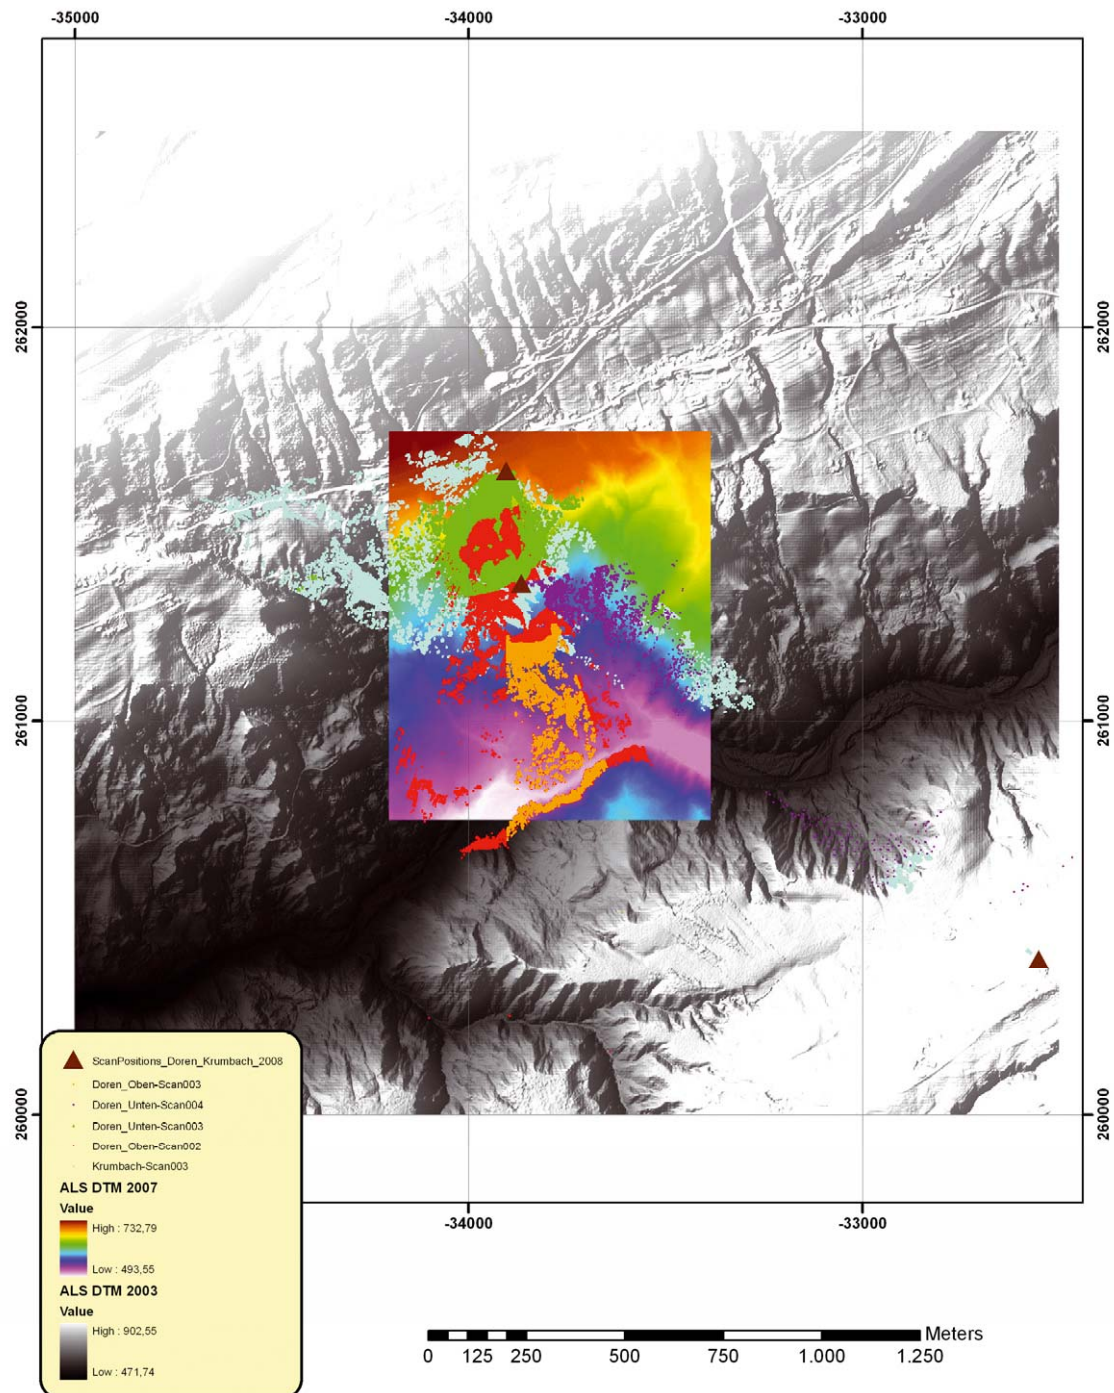 -35000 -34000 -33000
262000 262000
261000 261000
260000 260000
ScanPositions_Doren_Krumbach_2008
Doren_Oben-Scan003
Doren_Unten-Scan004
Doren_Unten-Scan003
Doren_Oben-Scan002
Krumbach-Scan003
ALS DTM 2007
Value
High : 732,79
Low : 493,55
ALS DTM 2003
Value
High : 902,55
Low : 471,74
-34000 -33000
Meters
0 125 250 500 750 1.000 1.250